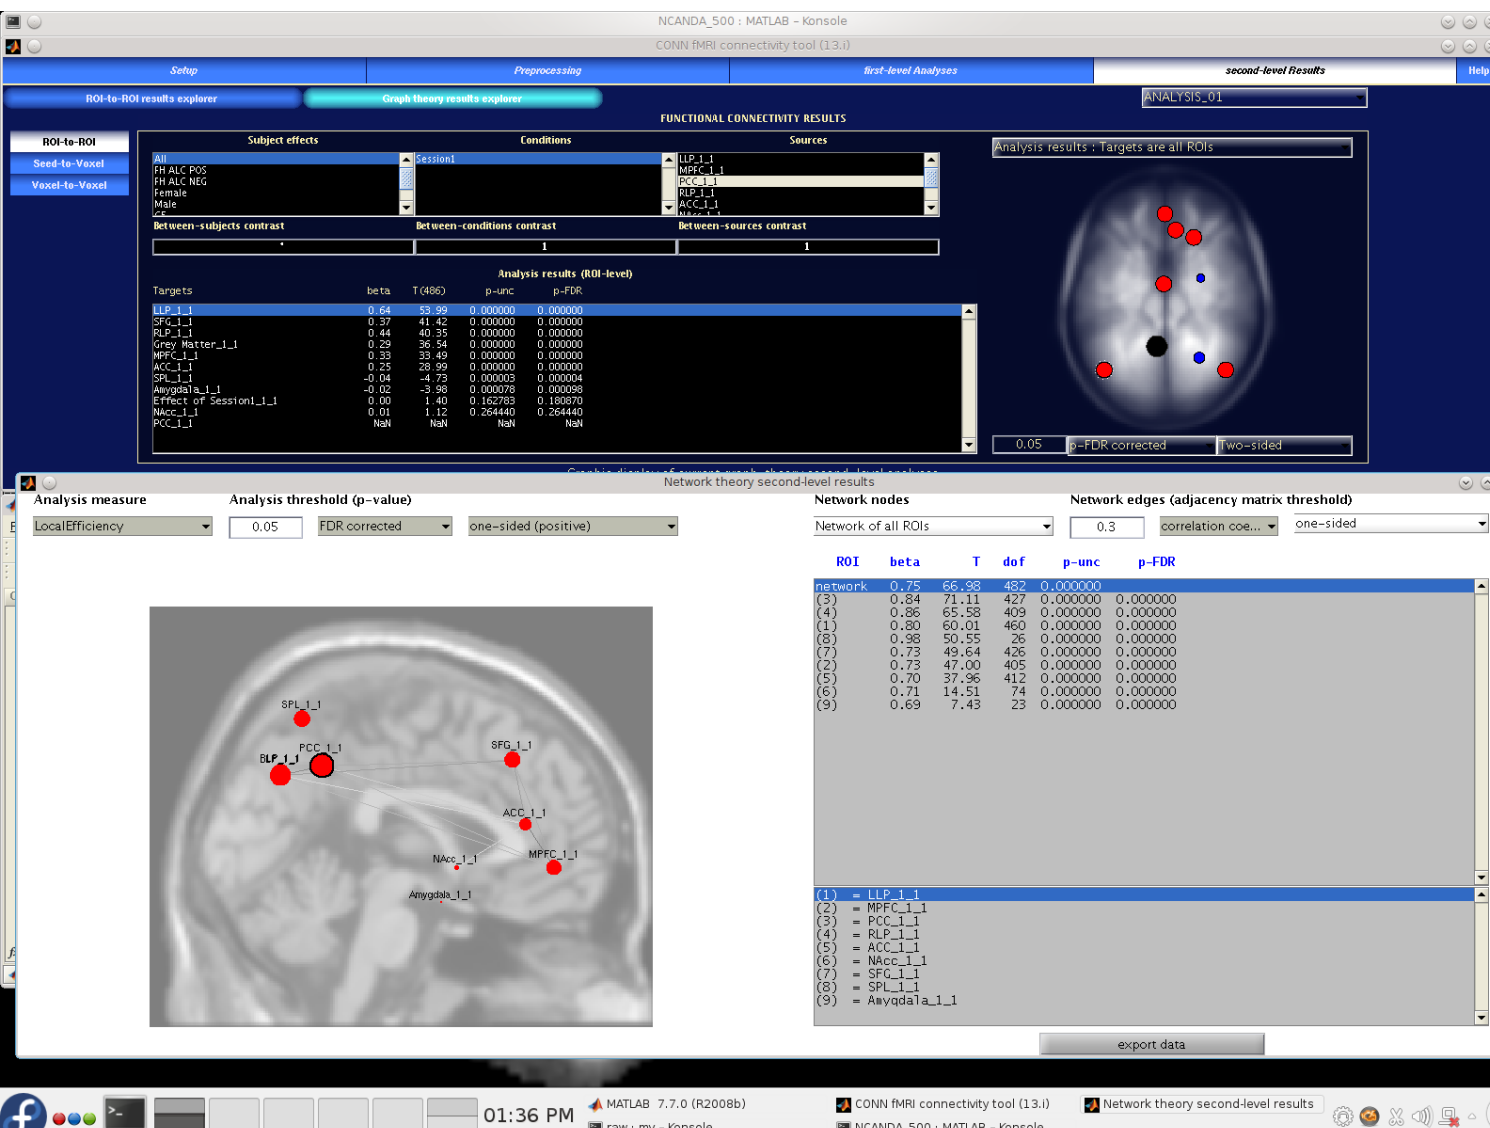 NCANDA_500 : MATLAB – Konsole
CONN fMRI connectivity tool (13.i)
Setup Preprocessing first-level Analyses second-level Results Help
ROI-to-ROI results explorer Graph theory results explorer ANALYSIS_01
FUNCTIONAL CONNECTIVITY RESULTS
ROI-to-ROI
Seed-to-Voxel
Voxel-to-Voxel
Subject effects Conditions Sources
All
FH ALC POS
FH ALC NEG
Female
Male
Session1
LLP_1_1
MPFC_1_1
PCC_1_1
RLP_1_1
ACC_1_1
NAcc_1_1
Analysis results : Targets are all ROIs
Between-subjects contrast Between-conditions contrast Between-sources contrast
1 1
Analysis results (ROI-level)
Targets beta T(486) p-unc p-FDR
LLP_1_1 0.64 53.99 0.000000 0.000000
SFG_1_1 0.37 41.42 0.000000 0.000000
RLP_1_1 0.44 40.35 0.000000 0.000000
Grey Matter_1_1 0.29 36.54 0.000000 0.000000
MPFC_1_1 0.33 33.49 0.000000 0.000000
ACC_1_1 0.25 28.99 0.000000 0.000000
SPL_1_1 -0.04 -4.73 0.000003 0.000004
Amygdala_1_1 -0.02 -3.98 0.000078 0.000098
Effect of Session1_1_1 0.00 1.40 0.162783 0.180870
NAcc_1_1 0.01 1.12 0.264440 0.264440
PCC_1_1 NaN NaN NaN NaN
0.05 p-FDR corrected Two-sided
Network theory second-level results
Analysis measure Analysis threshold (p-value) Network nodes Network edges (adjacency matrix threshold)
LocalEfficiency 0.05 FDR corrected one-sided (positive) Network of all ROIs 0.3 correlation coe... one-sided
ROI beta T dof p-unc p-FDR
network 0.75 66.98 482 0.000000
(3) 0.84 71.11 427 0.000000 0.000000
(4) 0.86 65.58 409 0.000000 0.000000
(1) 0.80 60.01 460 0.000000 0.000000
(8) 0.98 50.55 26 0.000000 0.000000
(7) 0.73 49.64 426 0.000000 0.000000
(2) 0.73 47.00 405 0.000000 0.000000
(5) 0.70 37.96 412 0.000000 0.000000
(6) 0.71 14.51 74 0.000000 0.000000
(9) 0.69 7.43 23 0.000000 0.000000
SPL_1_1
PCC_1_1
SFG_1_1
ACC_1_1
NAcc_1_1
MPFC_1_1
Amygdala_1_1
(1) = LLP_1_1
(2) = MPFC_1_1
(3) = PCC_1_1
(4) = RLP_1_1
(5) = ACC_1_1
(6) = NAcc_1_1
(7) = SFG_1_1
(8) = SPL_1_1
(9) = Amygdala_1_1
export data
01:36 PM
MATLAB 7.7.0 (R2008b) CONN fMRI connectivity tool (13.i) Network theory second-level results
raw : my – Konsole NCANDA_500 : MATLAB – Konsole